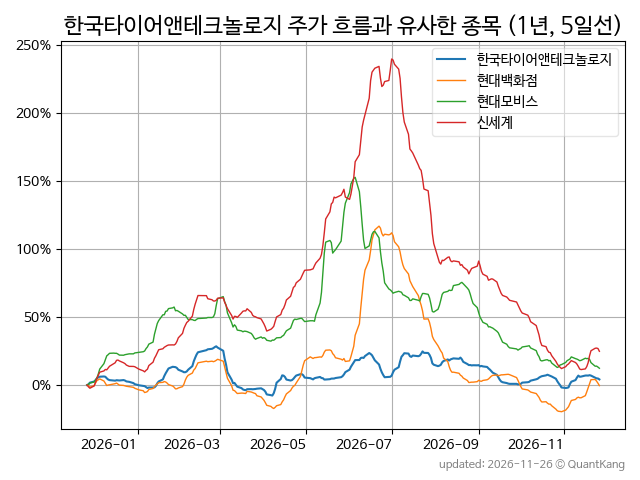 한국타이어앤테크놀로지 주가 흐름과 유사한 종목 (1년, 5일선)
250%
200%
150%
100%
50%
0%
한국타이어앤테크놀로지
현대백화점
현대모비스
신세계
2026-01 2026-03 2026-05 2026-07 2026-09 2026-11
updated: 2026-11-26 © QuantKang